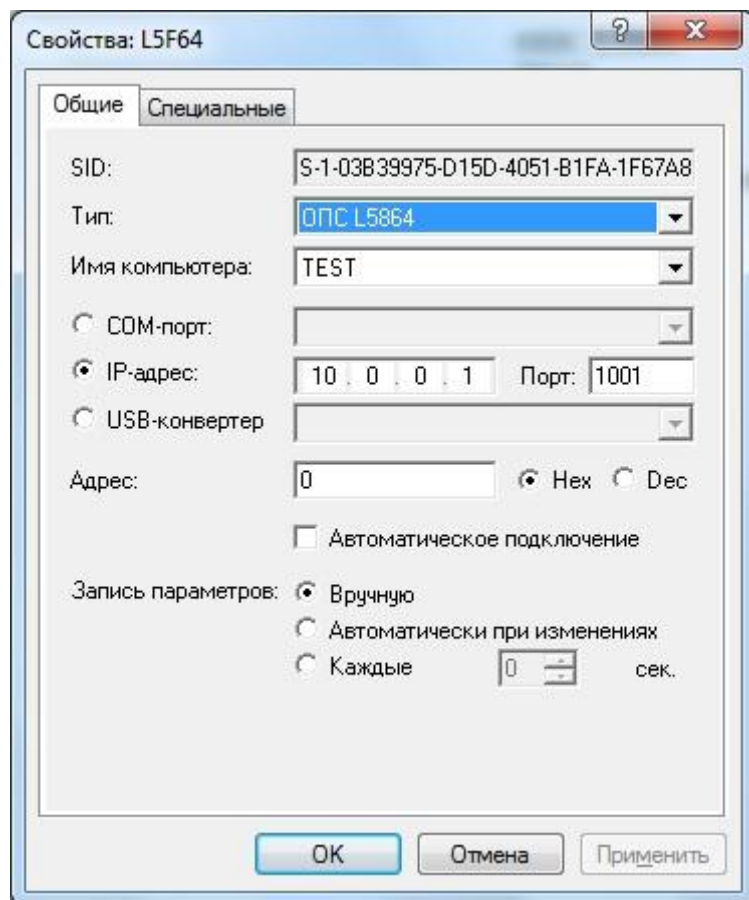 Свойства: L5F64
Общие Специальные
SID: S-1-03B39975-D15D-4051-B1FA-1F67A8
Тип: ОПС L5864
Имя компьютера: TEST
COM-порт:
IP-адрес: 10 . 0 . 0 . 1 Порт: 1001
USB-конвертер
Адрес: 0 Hex Dec
Автоматическое подключение
Запись параметров: Вручную
Автоматически при изменениях
Каждые 0 сек.
OK Отмена Применить